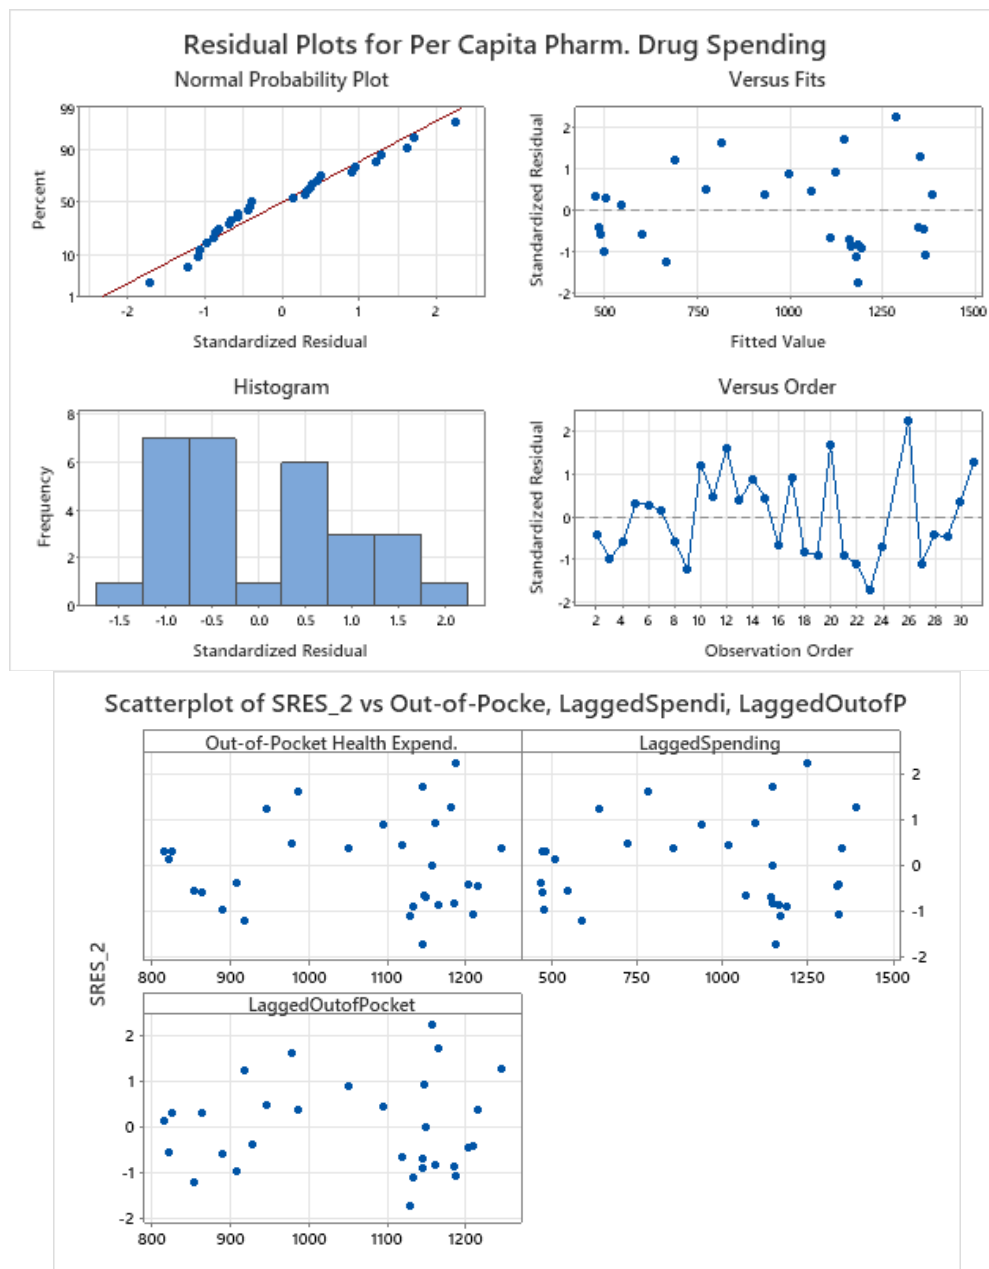 Residual Plots for Per Capita Pharm. Drug Spending
Normal Probability Plot
Percent
99
90
50
10
1
-2 -1 0 1 2
Standardized Residual
Versus Fits
Standardized Residual
2
1
0
-1
-2
500 750 1000 1250 1500
Fitted Value
Histogram
Frequency
8
6
4
2
0
-1.5 -1.0 -0.5 0.0 0.5 1.0 1.5 2.0
Standardized Residual
Versus Order
Standardized Residual
2
1
0
-1
-2
2 4 6 8 10 12 14 16 18 20 22 24 26 28 30
Observation Order
Scatterplot of SRES_2 vs Out-of-Pocke, LaggedSpendi, LaggedOutofP
Out-of-Pocket Health Expend.
LaggedSpending
2
1
0
-1
-2
800 900 1000 1100 1200
500 750 1000 1250 1500
SRES_2
LaggedOutofPocket
2
1
0
-1
-2
800 900 1000 1100 1200